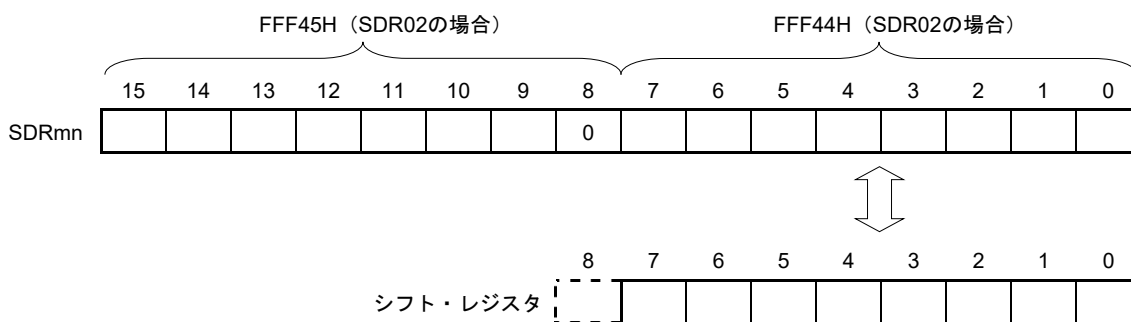 FFF45H（SDR02の場合） FFF44H（SDR02の場合）
15 14 13 12 11 10 9 8 7 6 5 4 3 2 1 0
SDRmn 0
8 7 6 5 4 3 2 1 0
シフト・レジスタ